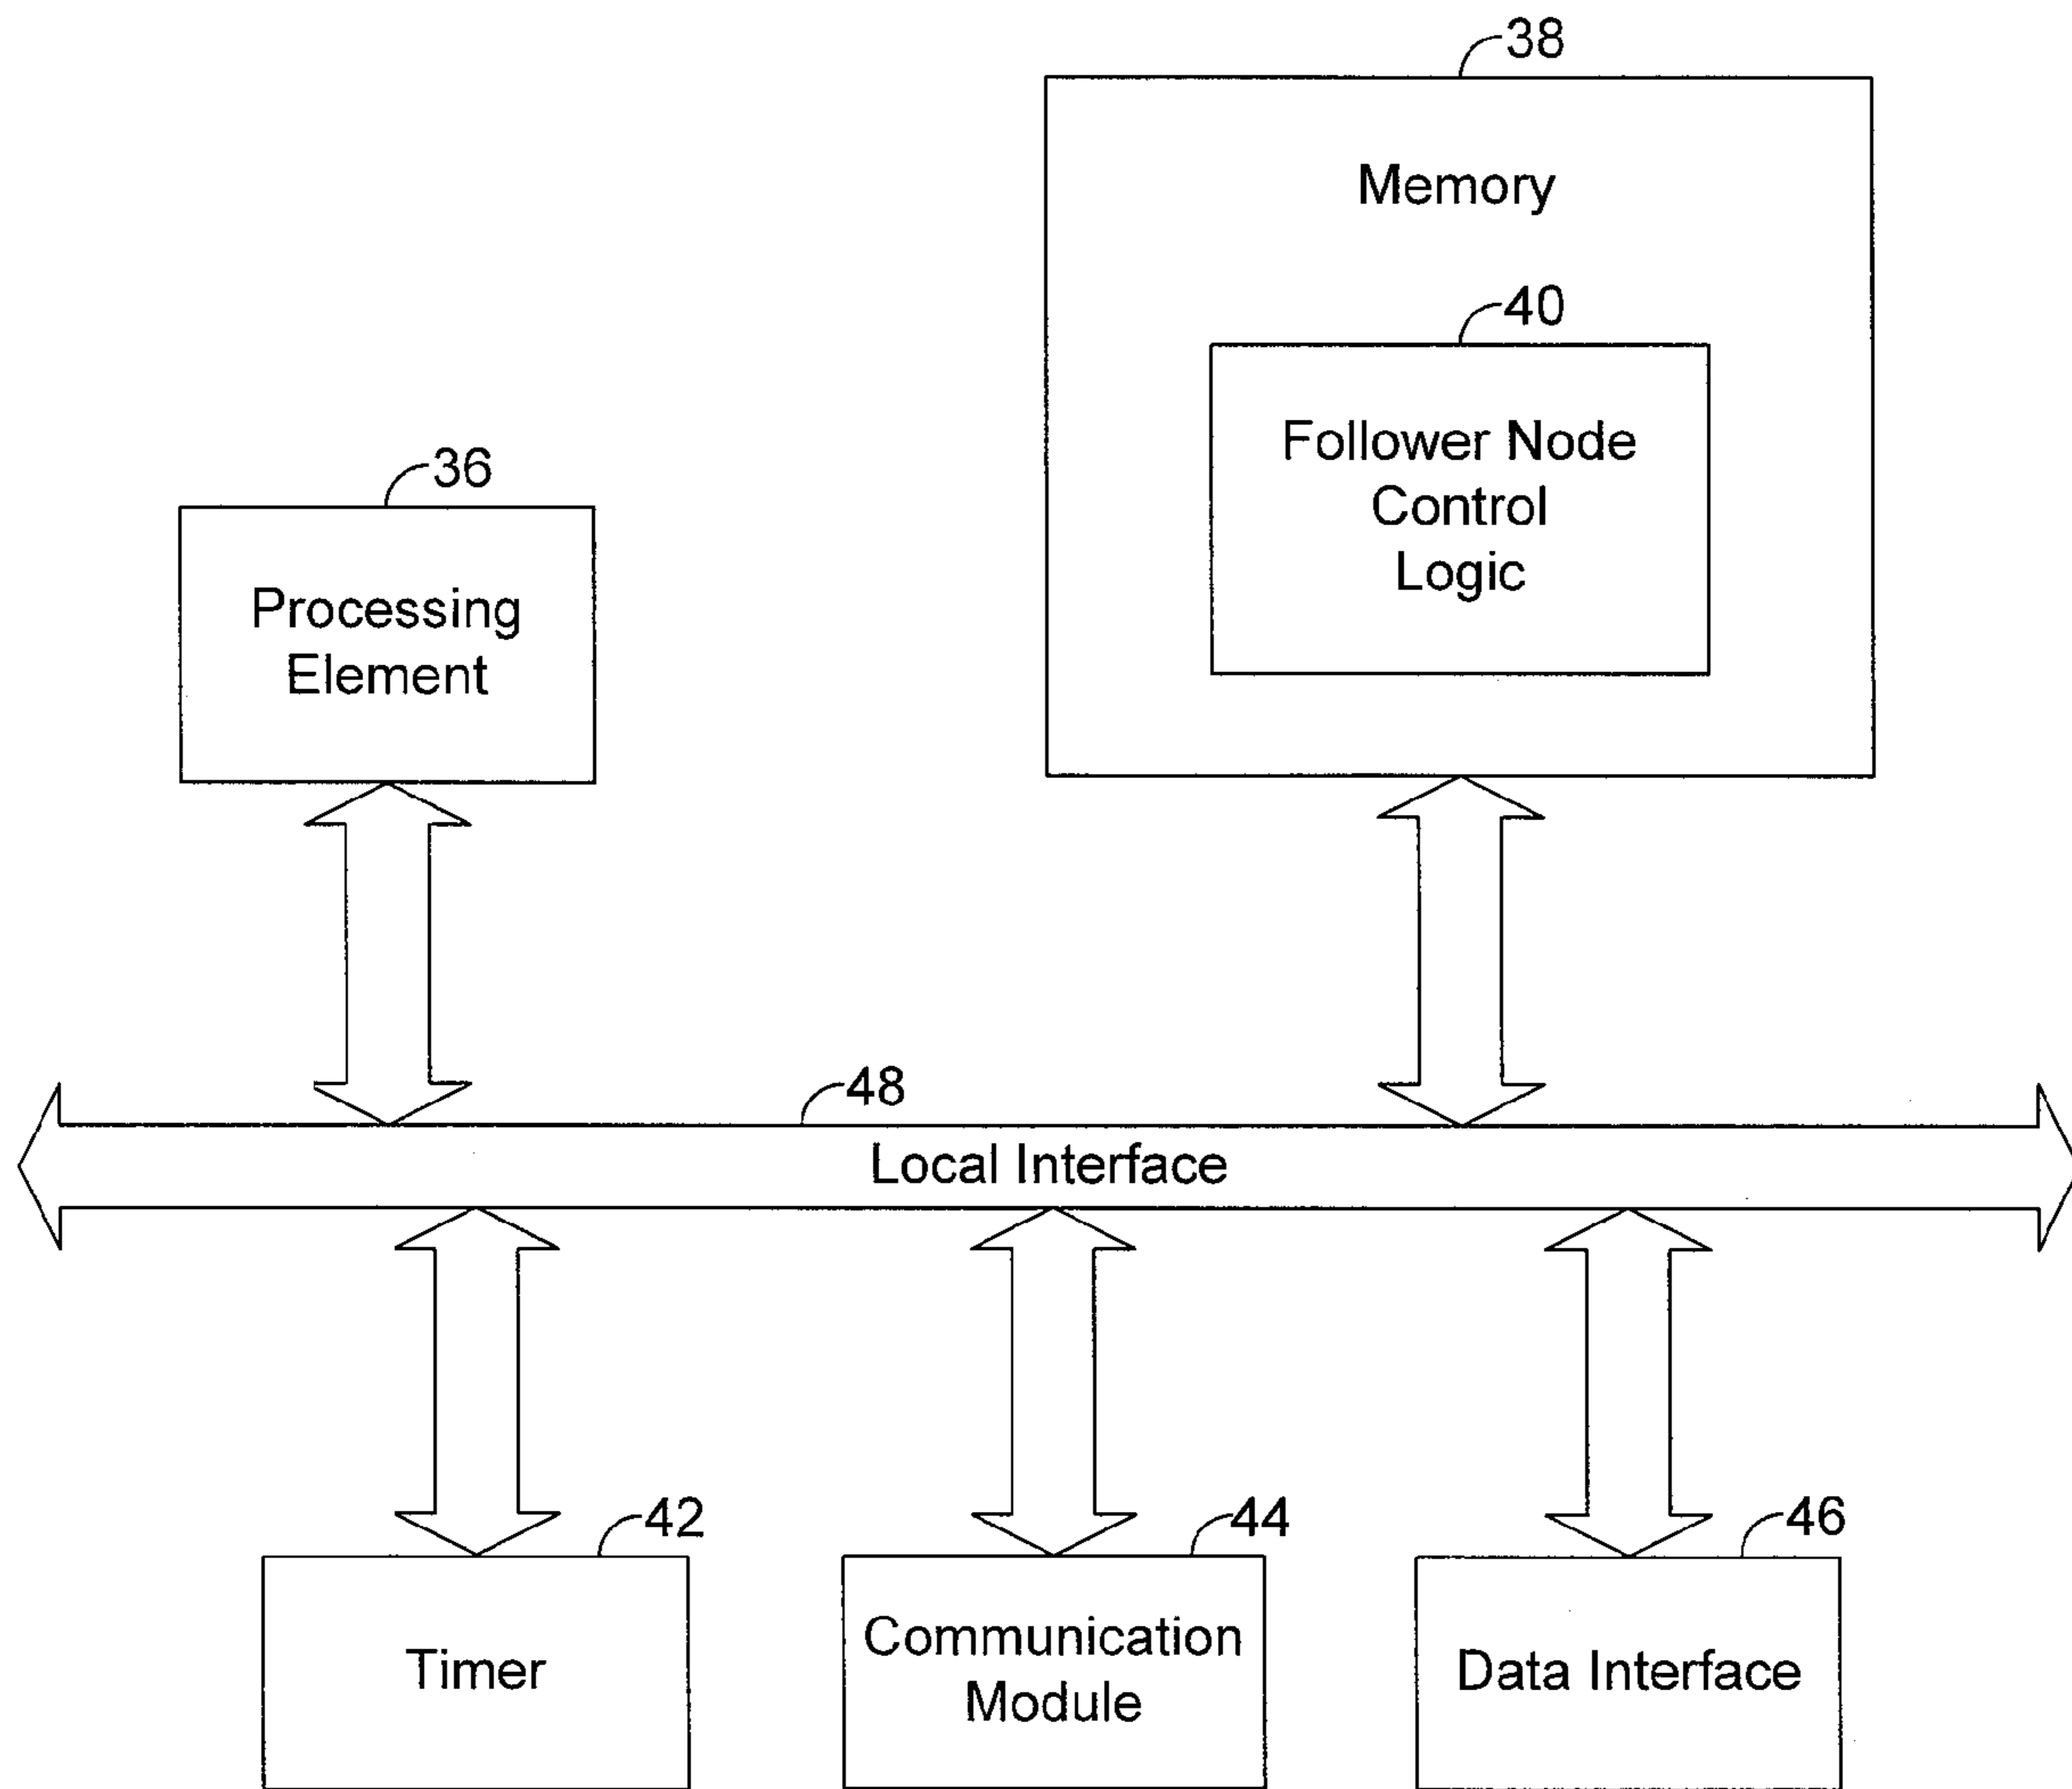 38
Memory
40
Follower Node
Control
Logic
36
Processing
Element
48
Local Interface
42
Timer
44
Communication
Module
46
Data Interface